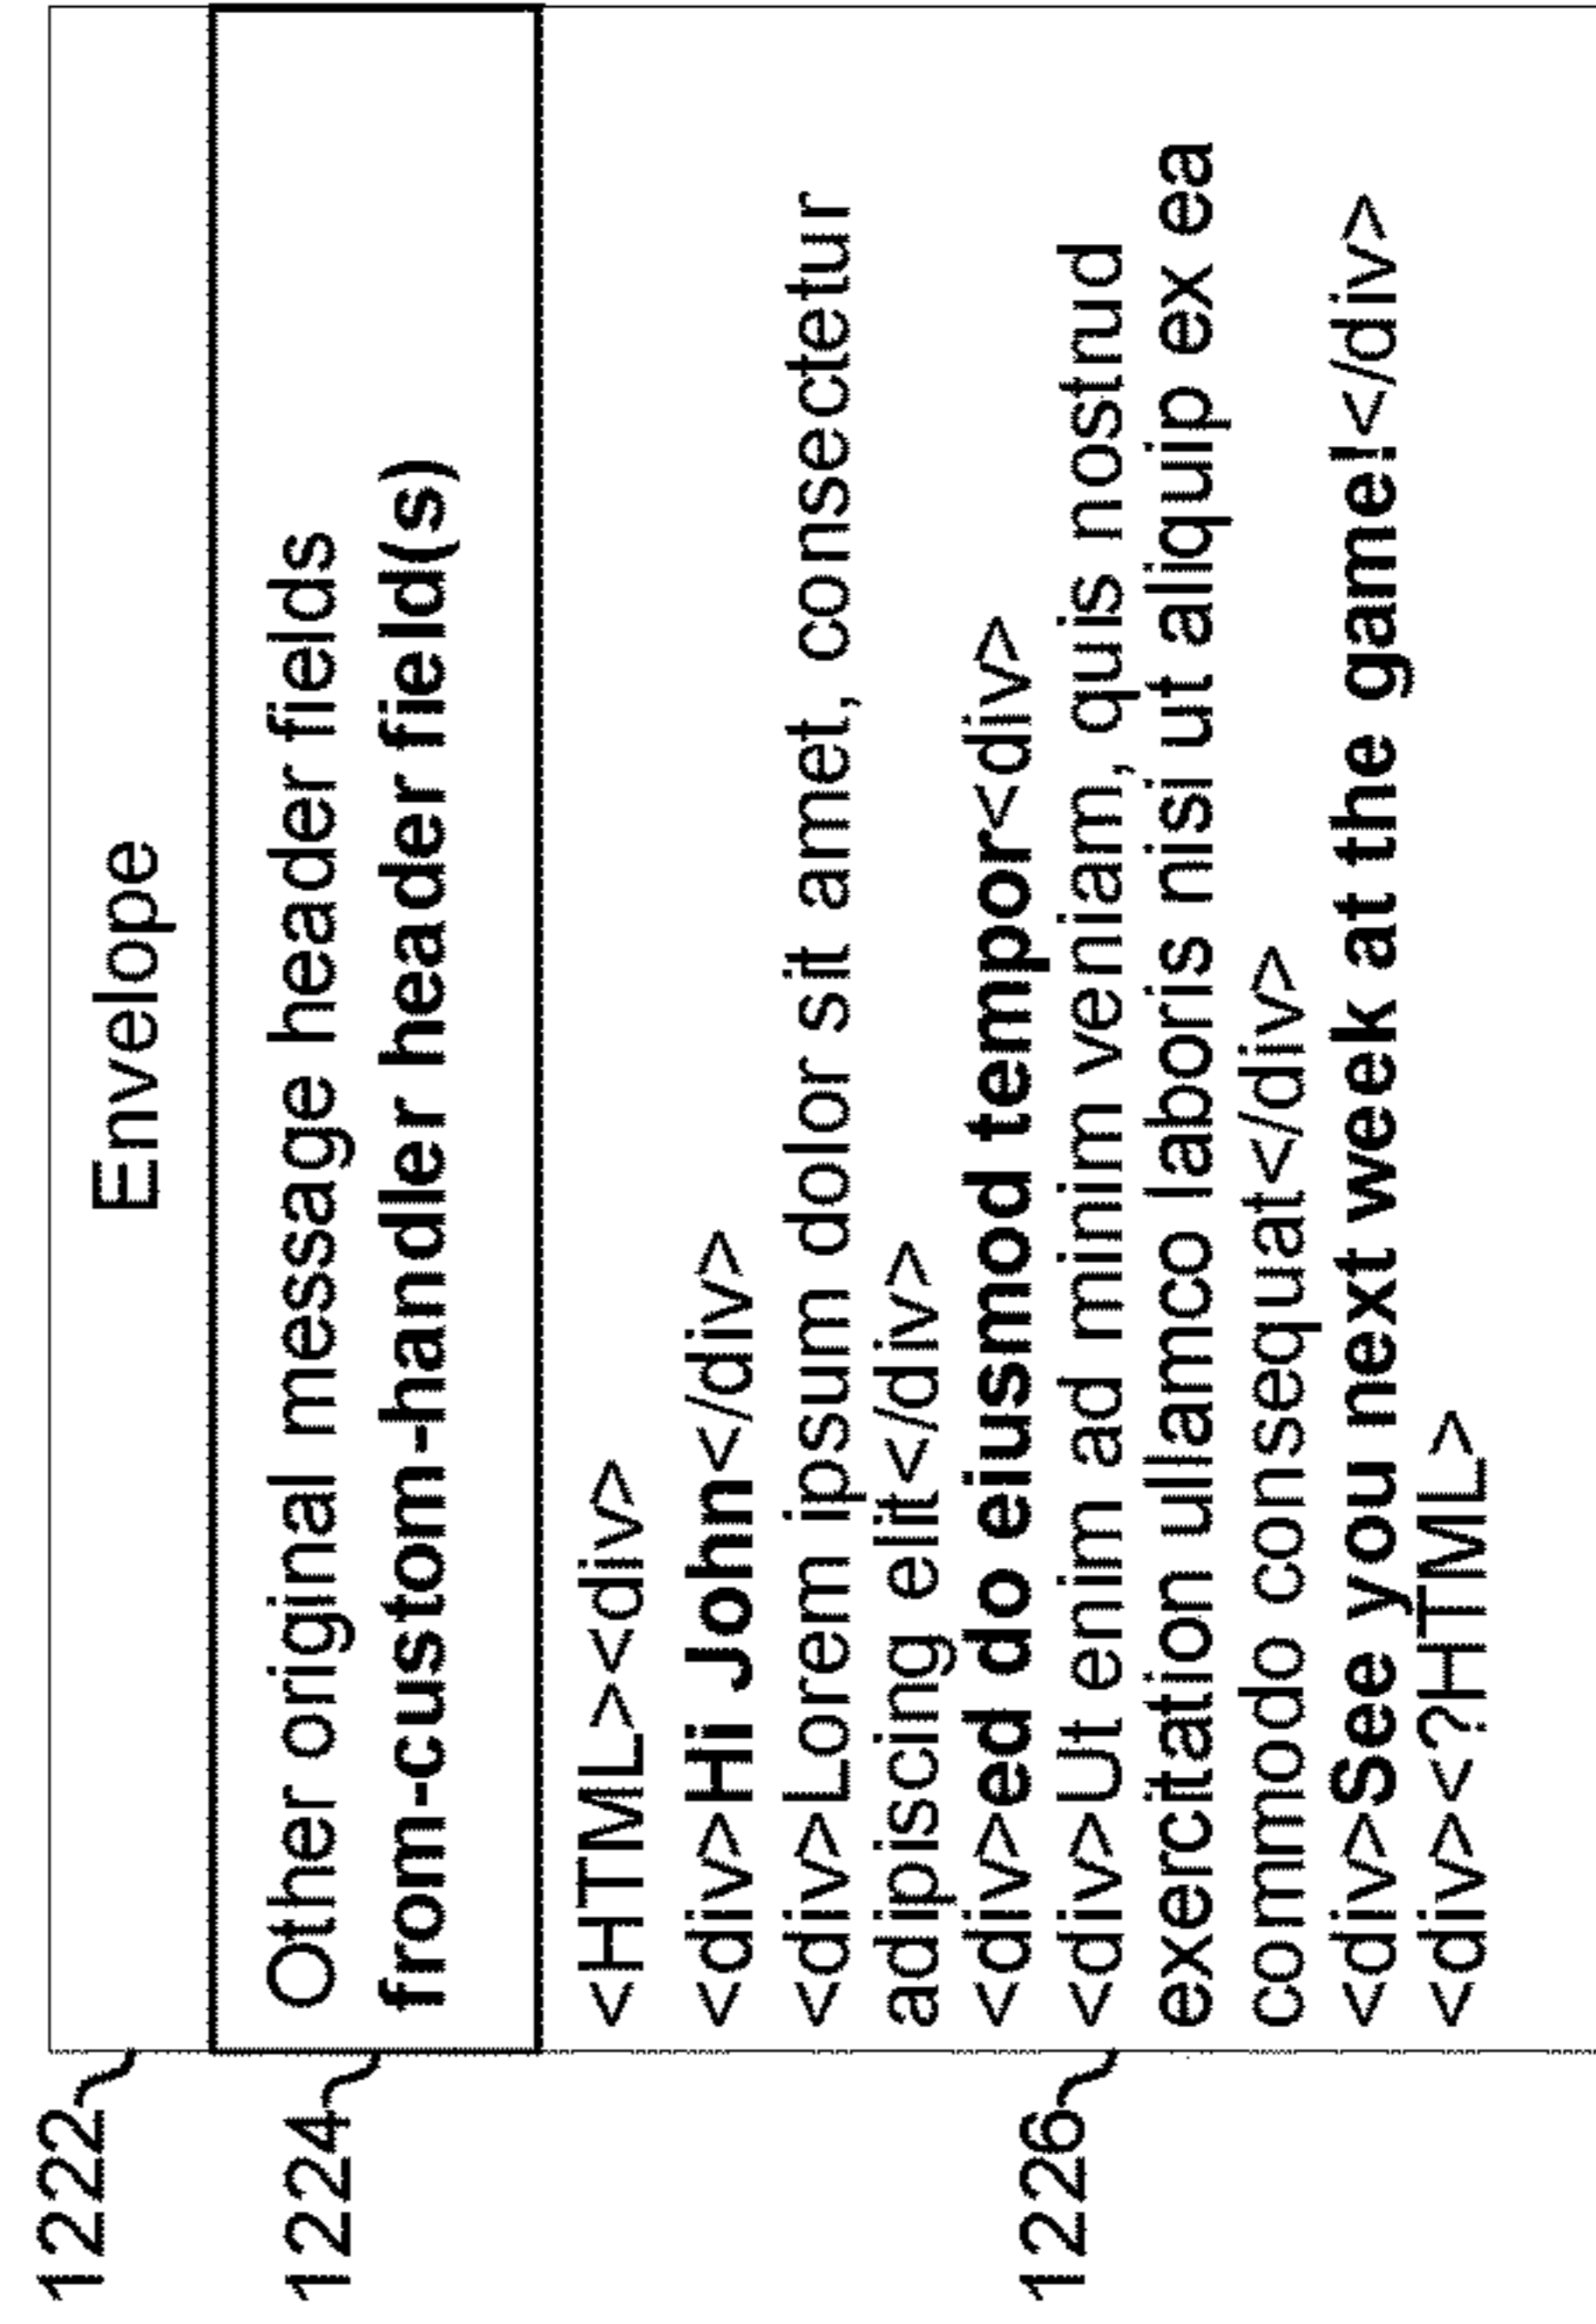 1222
Envelope
1224
Other original message header fields
from-custom-handler header field(s)
<HTML><div>
<div>Hi John</div>
<div>Lorem ipsum dolor sit amet, consectetur
adipiscing elit</div>
<div>ed do eiusmod tempor<div>
1226
<div>Ut enim ad minim veniam, quis nostrud
exercitation ullamco laboris nisi ut aliquip ex ea
commodo consequat</div>
<div>See you next week at the game!</div>
<div><?HTML>